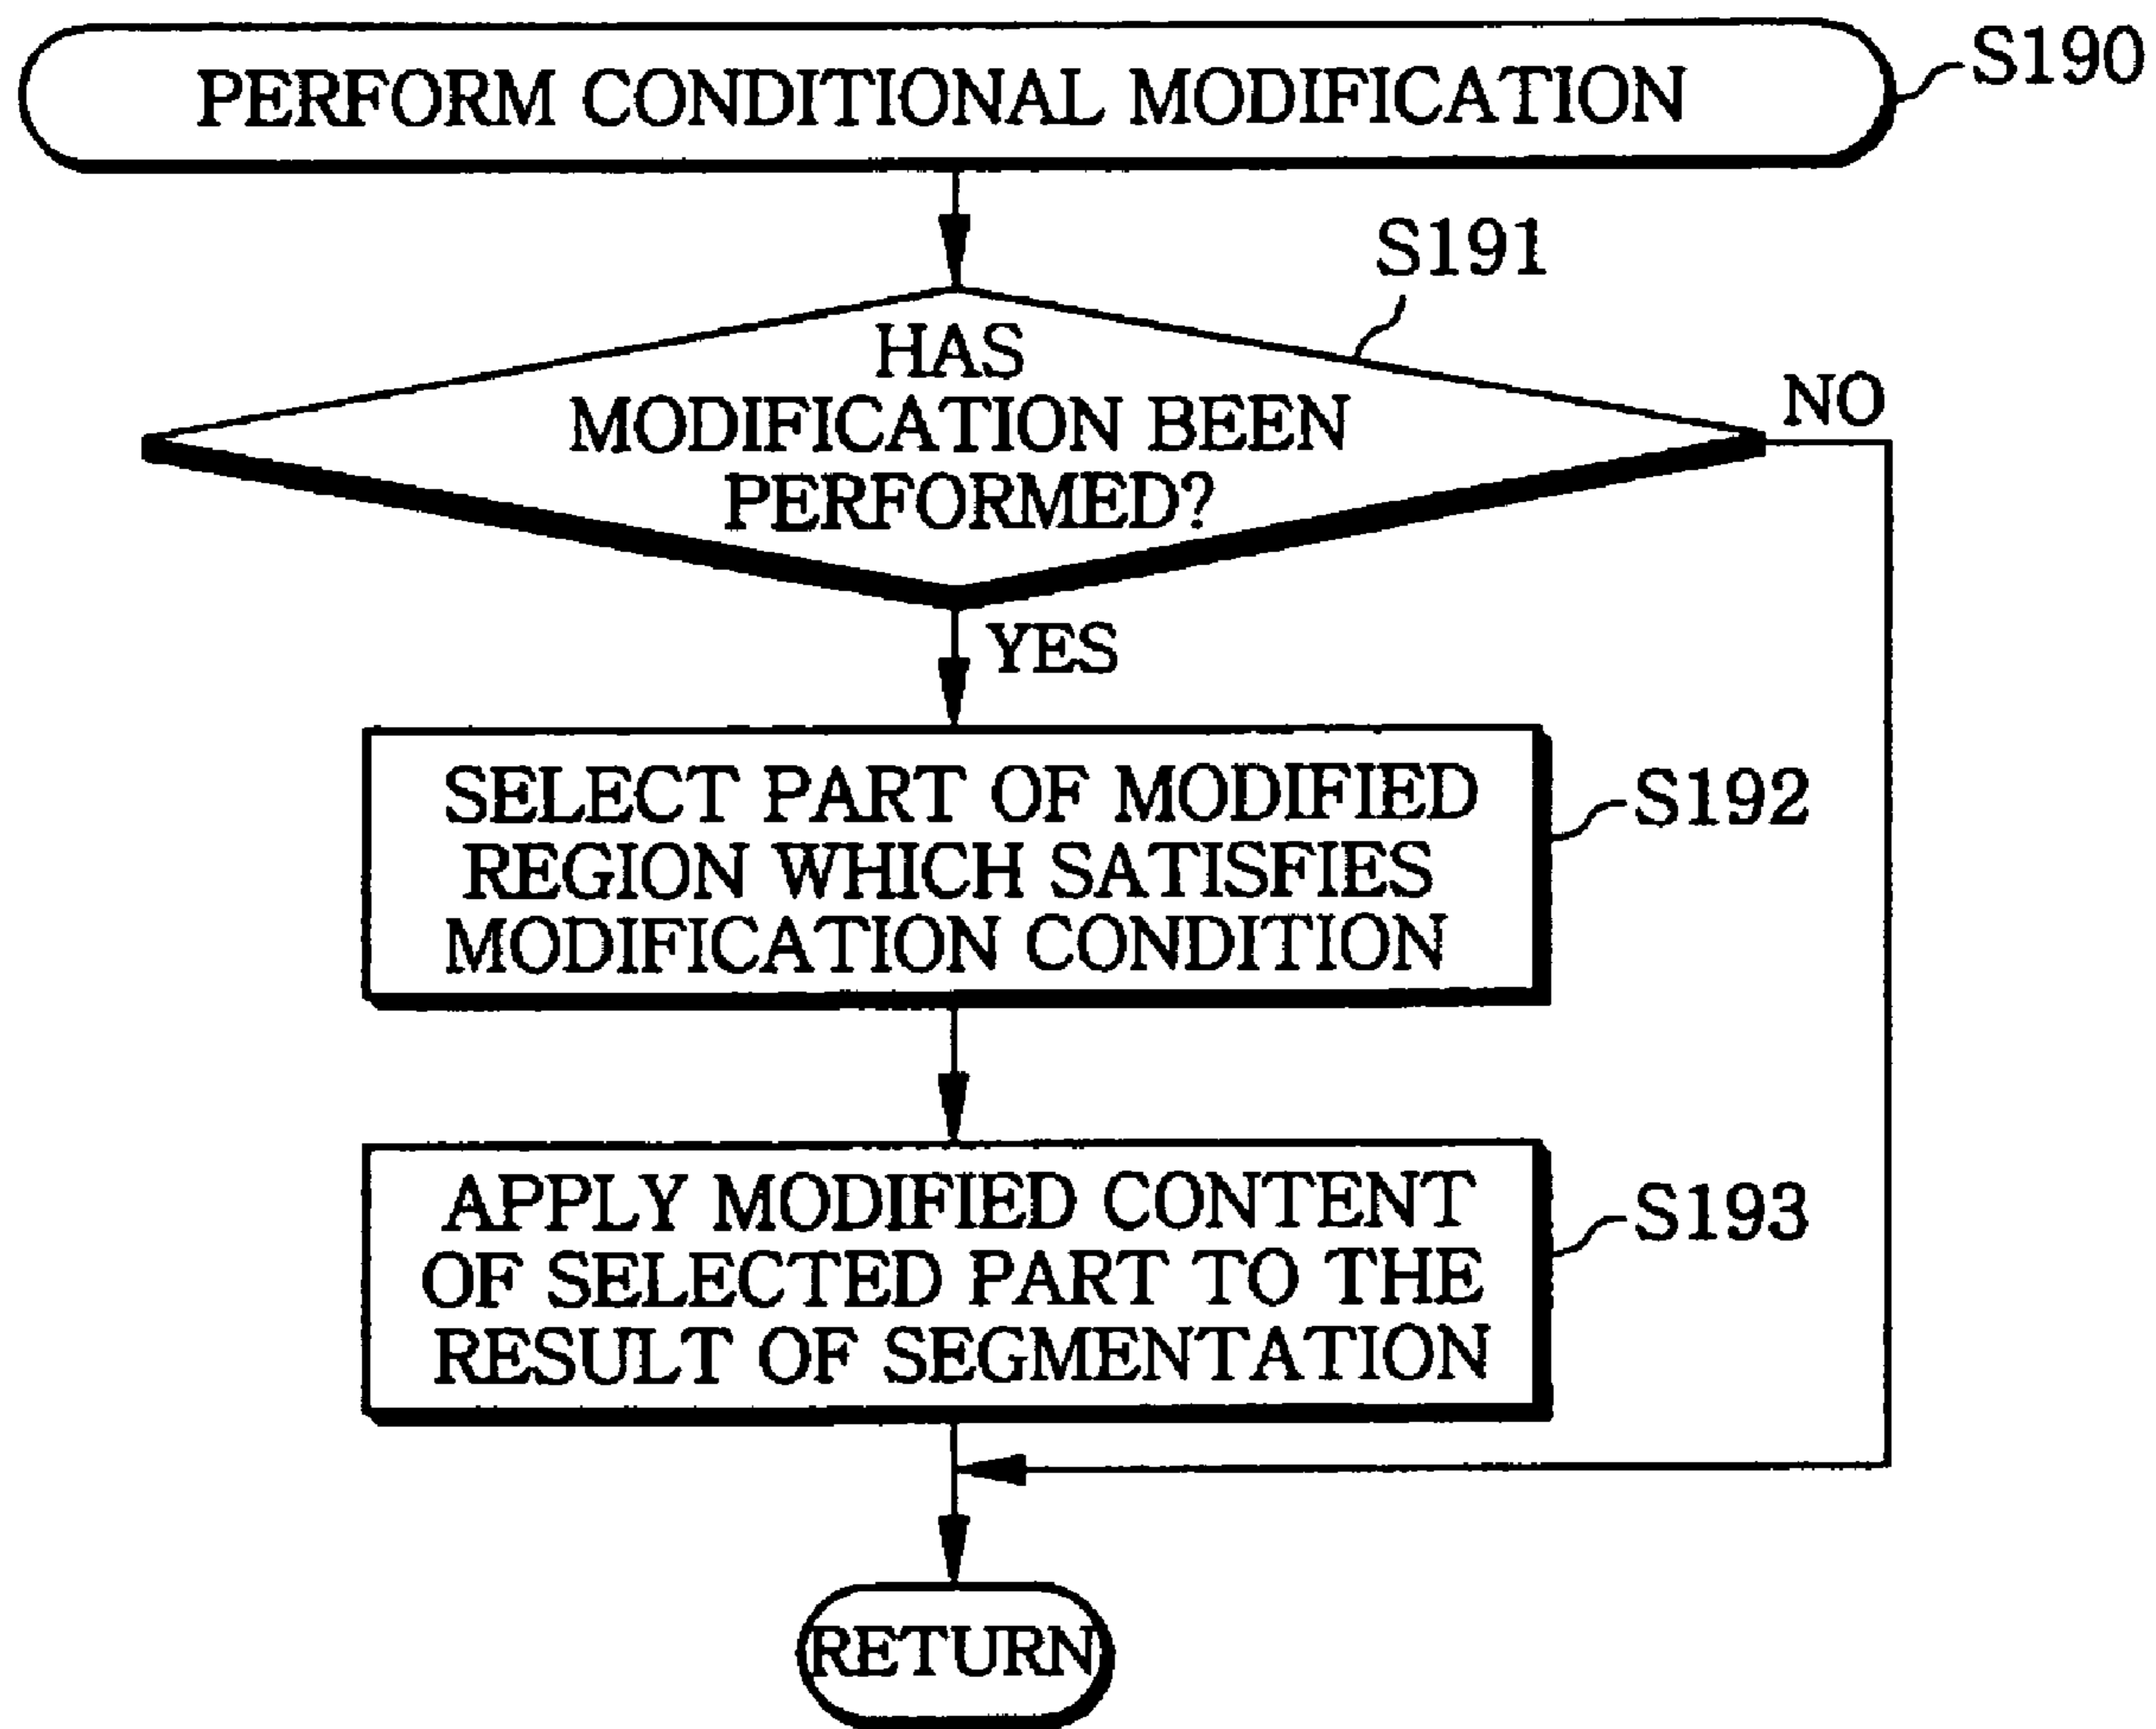 PERFORM CONDITIONAL MODIFICATION
S190
S191
HAS
MODIFICATION BEEN
PERFORMED?
NO
YES
SELECT PART OF MODIFIED
REGION WHICH SATISFIES
MODIFICATION CONDITION
S192
APPLY MODIFIED CONTENT
OF SELECTED PART TO THE
RESULT OF SEGMENTATION
S193
RETURN